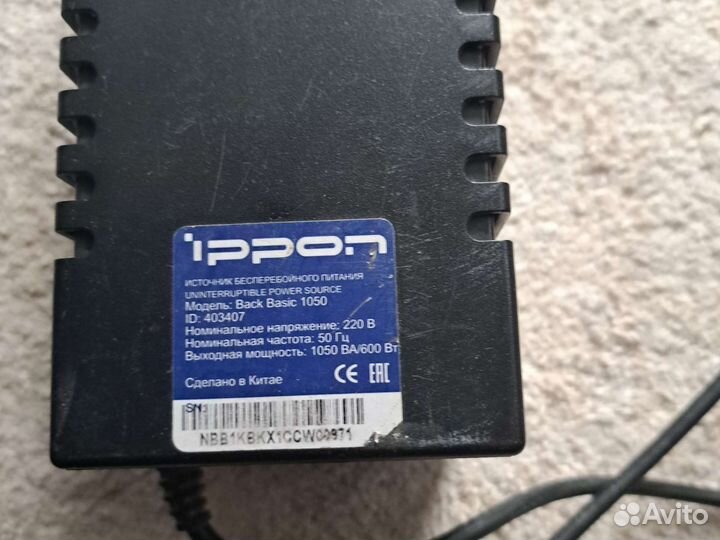 ippon
ИСТОЧНИК БЕСПЕРЕБОЙНОГО ПИТАНИЯ
UNINTERRUPTIBLE POWER SOURCE
Модель: Back Basic 1050
ID: 403407
Номинальное напряжение: 220 В
Номинальная частота: 50 Гц
Выходная мощность: 1050 ВА/600 Вт
Сделано в Китае
CE EAC
SN:
NBB1KBKX1CCW00971
Avito